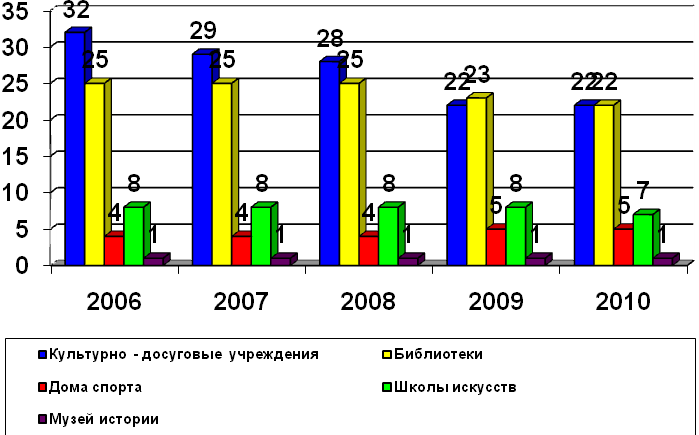 35
30
25
20
15
10
5
0
32 25 4 8 1
29 25 4 8 1
28 25 4 8 1
22 23 5 8 1
22 22 5 7 1
2006 2007 2008 2009 2010
Культурно - досуговые учреждения Библиотеки
Дома спорта Школы искусств
Музей истории